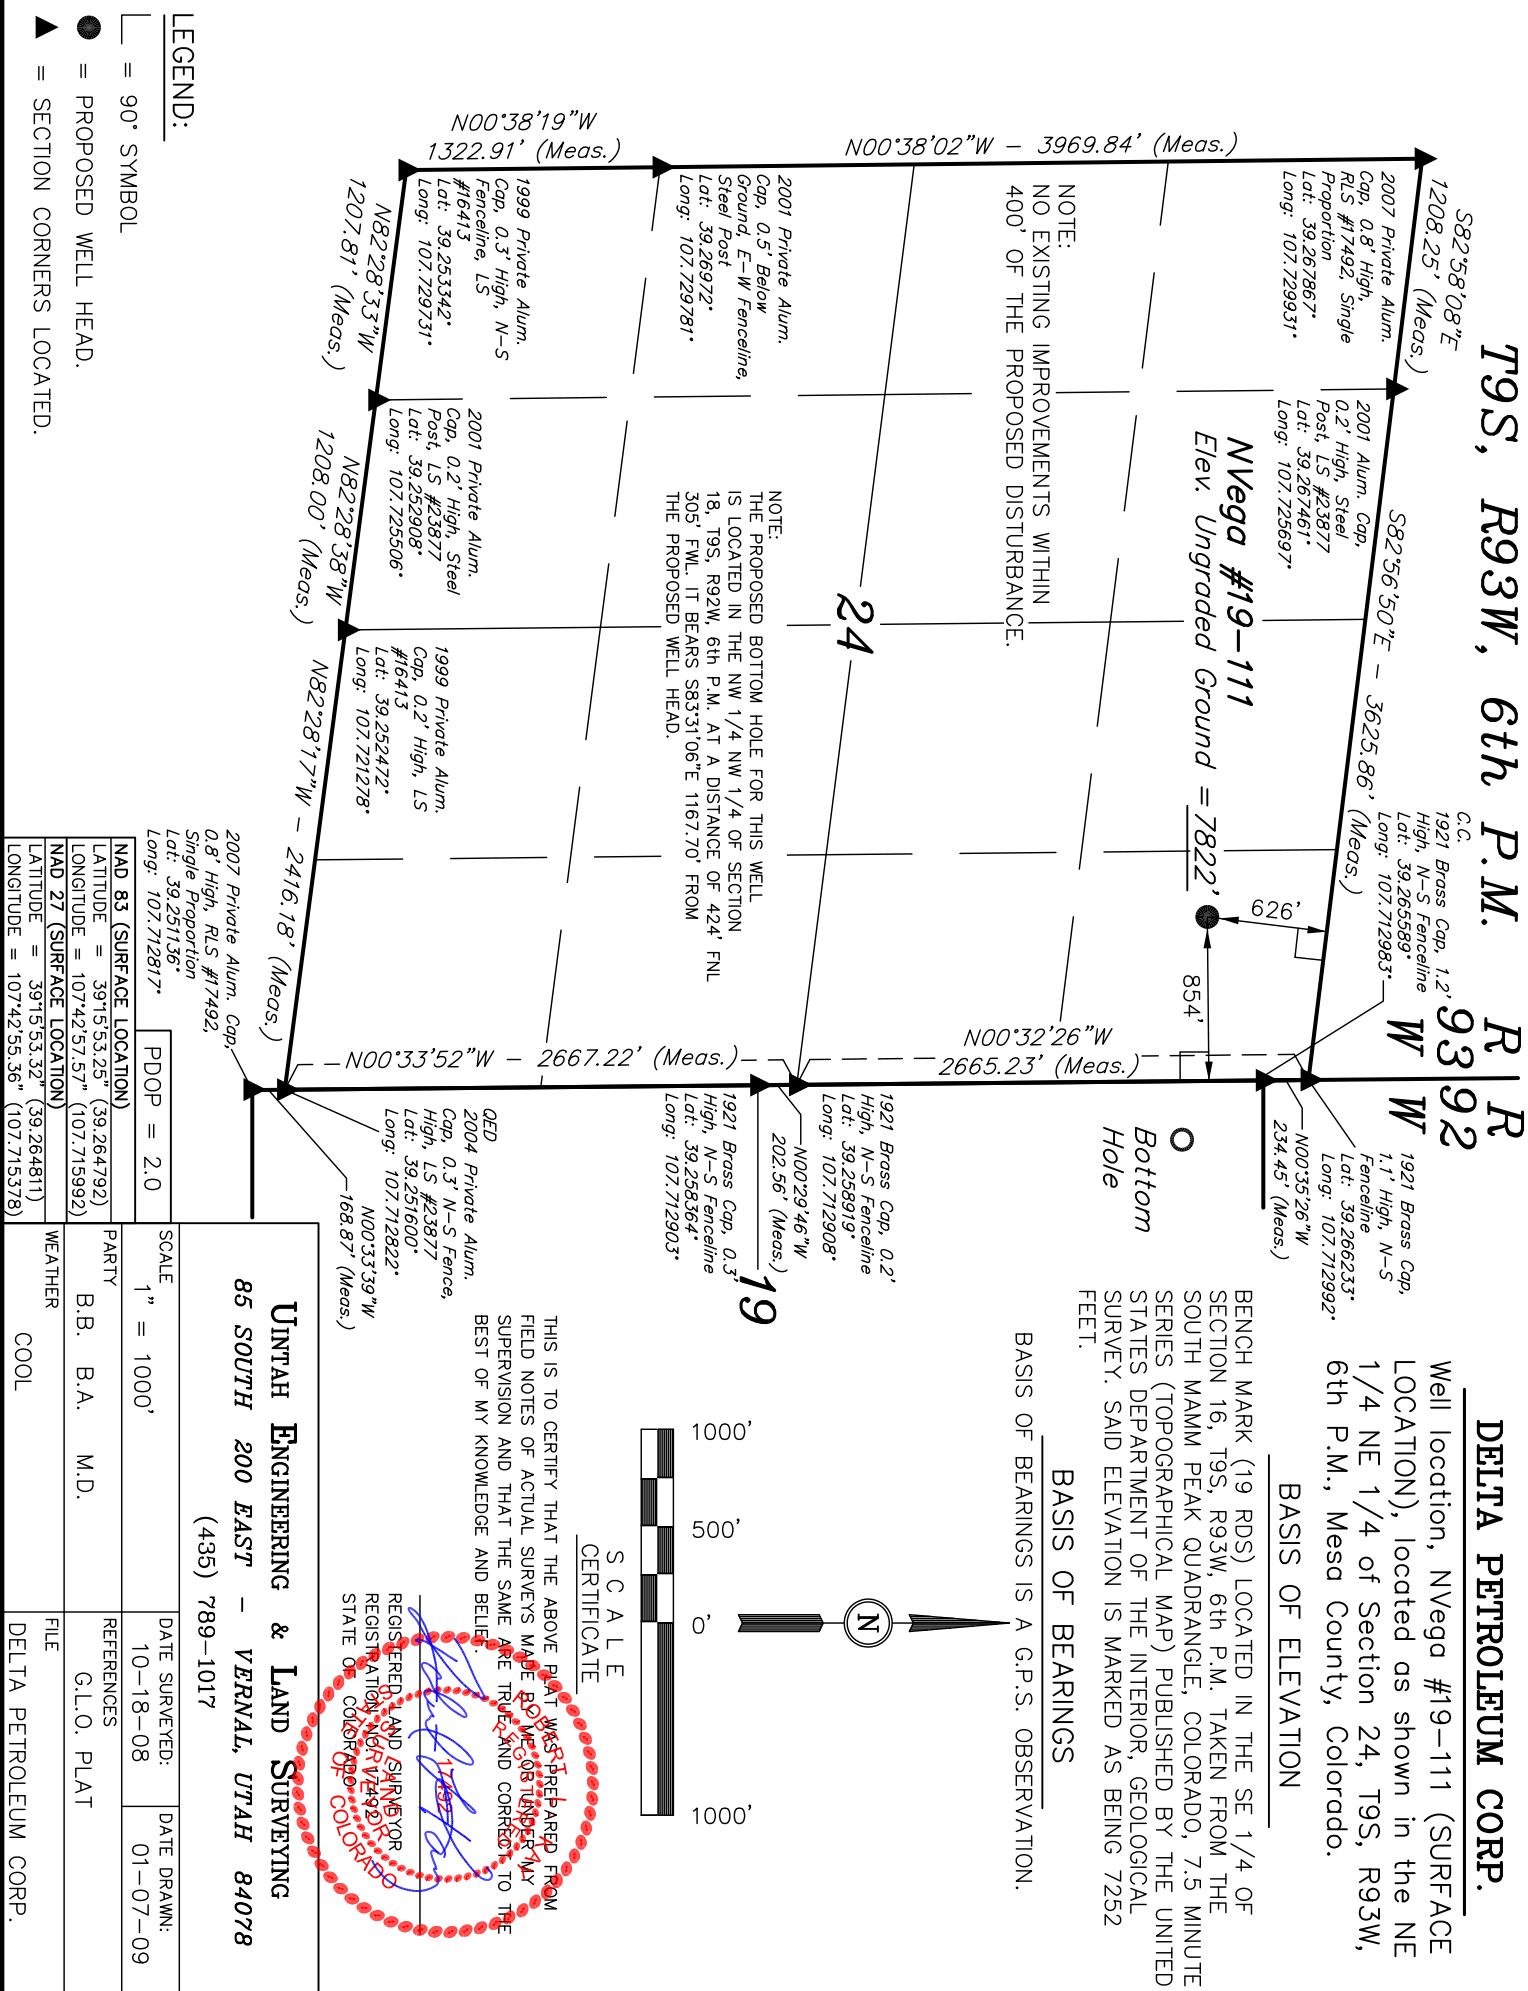 T9S, R93W, 6th P.M.
R R
93 92
W W
DELTA PETROLEUM CORP.
Well location, NVega #19-111 (SURFACE
LOCATION), located as shown in the NE
1/4 NE 1/4 of Section 24, T9S, R93W,
6th P.M., Mesa County, Colorado.
BASIS OF ELEVATION
BENCH MARK (19 RDS) LOCATED IN THE SE 1/4 OF
SECTION 16, T9S, R93W, 6th P.M. TAKEN FROM THE
SOUTH MAMM PEAK QUADRANGLE, COLORADO, 7.5 MINUTE
SERIES (TOPOGRAPHICAL MAP) PUBLISHED BY THE UNITED
STATES DEPARTMENT OF THE INTERIOR, GEOLOGICAL
SURVEY. SAID ELEVATION IS MARKED AS BEING 7252
FEET.
BASIS OF BEARINGS
BASIS OF BEARINGS IS A G.P.S. OBSERVATION.
S82°58'08"E
1208.25' (Meas.)
2007 Private Alum.
Cap, 0.8' High,
RLS #17492, Single
Proportion
Lat: 39.267867°
Long: 107.729931°
S82°56'50"E - 3625.86' (Meas.)
2001 Alum. Cap,
0.2' High, Steel
Post, LS #23877
Lat: 39.267461°
Long: 107.725697°
C.C.
1921 Brass Cap, 1.2'
High, N-S Fenceline
Lat: 39.265589°
Long: 107.712983°
1921 Brass Cap,
1.1' High, N-S
Fenceline
Lat: 39.266233°
Long: 107.712992°
N00°35'26"W
234.45' (Meas.)
NVega #19-111
Elev. Ungraded Ground = 7822'
626'
854'
Bottom
Hole
N00°38'02"W - 3969.84' (Meas.)
NOTE:
NO EXISTING IMPROVEMENTS WITHIN
400' OF THE PROPOSED DISTURBANCE.
N00°32'26"W
2665.23' (Meas.)
24
1921 Brass Cap, 0.2'
High, N-S Fenceline
Lat: 39.258919°
Long: 107.712908°
N00°29'46"W
202.56' (Meas.)
19
1921 Brass Cap, 0.3'
High, N-S Fenceline
Lat: 39.258364°
Long: 107.712903°
2001 Private Alum.
Cap, 0.5' Below
Ground, E-W Fenceline,
Steel Post
Lat: 39.26972°
Long: 107.729781°
NOTE:
THE PROPOSED BOTTOM HOLE FOR THIS WELL
IS LOCATED IN THE NW 1/4 NW 1/4 OF SECTION
18, T9S, R92W, 6th P.M. AT A DISTANCE OF 424' FNL
305' FWL. IT BEARS S83°31'06"E 1167.70' FROM
THE PROPOSED WELL HEAD.
N00°38'19"W
1322.91' (Meas.)
N00°33'52"W - 2667.22' (Meas.)
1999 Private Alum.
Cap, 0.3' High, N-S
Fenceline, LS
#16413
Lat: 39.253342°
Long: 107.729731°
2001 Private Alum.
Cap, 0.2' High, Steel
Post, LS #23877
Lat: 39.252908°
Long: 107.725506°
1999 Private Alum.
Cap, 0.2' High, LS
#16413
Lat: 39.252472°
Long: 107.721278°
QED
2004 Private Alum.
Cap, 0.3' N-S Fence,
High, LS #23877
Lat: 39.251600°
Long: 107.712822°
N00°33'39"W
168.87' (Meas.)
N82°28'33"W
1207.81' (Meas.)
N82°28'38"W
1208.00' (Meas.)
N82°28'17"W - 2416.18' (Meas.)
2007 Private Alum. Cap,
0.8' High, RLS #17492,
Single Proportion
Lat: 39.251136°
Long: 107.712817°
1000' 500' 0' 1000'
N
SCALE
CERTIFICATE
THIS IS TO CERTIFY THAT THE ABOVE PLAT WAS PREPARED FROM
FIELD NOTES OF ACTUAL SURVEYS MADE BY ME OR UNDER MY
SUPERVISION AND THAT THE SAME ARE TRUE AND CORRECT TO THE
BEST OF MY KNOWLEDGE AND BELIEF.
REGISTERED LAND SURVEYOR
REGISTRATION NO. 17492
STATE OF COLORADO
ROBERT L. KAY
REGISTERED
17492
LAND
SURVEYOR
STATE OF COLORADO
LEGEND:
= 90° SYMBOL
= PROPOSED WELL HEAD.
= SECTION CORNERS LOCATED.
PDOP = 2.0
NAD 83 (SURFACE LOCATION)
LATITUDE = 39°15'53.25" (39.264792)
LONGITUDE = 107°42'57.57" (107.715992)
NAD 27 (SURFACE LOCATION)
LATITUDE = 39°15'53.32" (39.264811)
LONGITUDE = 107°42'55.36" (107.715378)
UINTAH ENGINEERING & LAND SURVEYING
85 SOUTH 200 EAST - VERNAL, UTAH 84078
(435) 789-1017
SCALE
1" = 1000'
DATE SURVEYED:
10-18-08
DATE DRAWN:
01-07-09
PARTY
B.B. B.A. M.D.
REFERENCES
G.L.O. PLAT
WEATHER
COOL
FILE
DELTA PETROLEUM CORP.